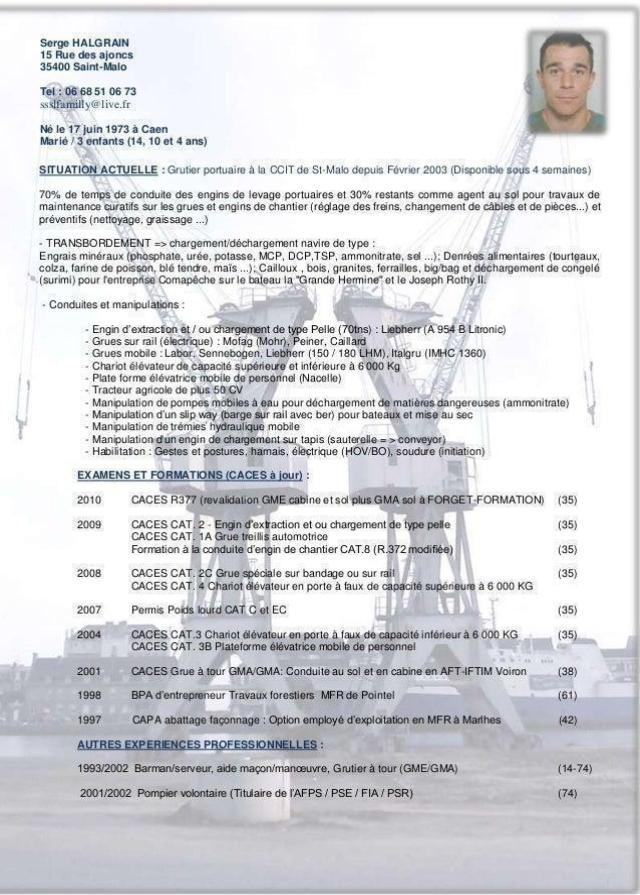 Serge HALGRAIN
15 Rue des ajoncs
35400 Saint-Malo
Tel : 06 68 51 06 73
ssslfamilly@live.fr
Né le 17 juin 1973 à Caen
Marié / 3 enfants (14, 10 et 4 ans)
SITUATION ACTUELLE : Grutier portuaire à la CCIT de St-Malo depuis Février 2003 (Disponible sous 4 semaines)
70% de temps de conduite des engins de levage portuaires et 30% restants comme agent au sol pour travaux de
maintenance curatifs sur les grues et engins de chantier (réglage des freins, changement de câbles et de pièces...) et
préventifs (nettoyage, graissage ...)
- TRANSBORDEMENT => chargement/déchargement navire de type :
Engrais minéraux (phosphate, urée, potasse, MCP, DCP,TSP, ammonitrate, sel ...); Denrées alimentaires (tourteaux,
colza, farine de poisson, blé tendre, maïs ...); Cailloux , bois, granites, ferrailles, big/bag et déchargement de congelé
(surimi) pour l'entreprise Comapêche sur le bateau la "Grande Hermine" et le Joseph Rothy II.
- Conduites et manipulations :
- Engin d'extraction et / ou chargement de type Pelle (70tns) : Liebherr (A 954 B Litronic)
- Grues sur rail (électrique) : Mofag (Mohr), Peiner, Caillard
- Grues mobile : Labor, Sennebogen, Liebherr (150 / 180 LHM), Italgru (IMHC 1360)
- Chariot élévateur de capacité supérieure et inférieure à 6 000 Kg
- Plate forme élévatrice mobile de personnel (Nacelle)
- Tracteur agricole de plus 50 CV
- Manipulation de pompes mobiles à eau pour déchargement de matières dangereuses (ammonitrate)
- Manipulation d'un slip way (barge sur rail avec ber) pour bateaux et mise au sec
- Manipulation de trémies hydraulique mobile
- Manipulation d'un engin de chargement sur tapis (sauterelle = > conveyor)
- Habilitation : Gestes et postures, harnais, électrique (HOV/BO), soudure (initiation)
EXAMENS ET FORMATIONS (CACES à jour) :
2010 CACES R377 (revalidation GME cabine et sol plus GMA sol à FORGET-FORMATION) (35)
2009 CACES CAT. 2 - Engin d'extraction et ou chargement de type pelle (35)
CACES CAT. 1A Grue treillis automotrice
Formation à la conduite d'engin de chantier CAT.8 (R.372 modifiée) (35)
2008 CACES CAT. 2C Grue spéciale sur bandage ou sur rail (35)
CACES CAT. 4 Chariot élévateur en porte à faux de capacité supérieure à 6 000 KG
2007 Permis Poids lourd CAT C et EC (35)
2004 CACES CAT.3 Chariot élévateur en porte à faux de capacité inférieur à 6 000 KG (35)
CACES CAT. 3B Plateforme élévatrice mobile de personnel
2001 CACES Grue à tour GMA/GMA: Conduite au sol et en cabine en AFT-IFTIM Voiron (38)
1998 BPA d'entrepreneur Travaux forestiers MFR de Pointel (61)
1997 CAPA abattage façonnage : Option employé d'exploitation en MFR à Marlhes (42)
AUTRES EXPERIENCES PROFESSIONNELLES :
1993/2002 Barman/serveur, aide maçon/manœuvre, Grutier à tour (GME/GMA) (14-74)
2001/2002 Pompier volontaire (Titulaire de l'AFPS / PSE / FIA / PSR) (74)